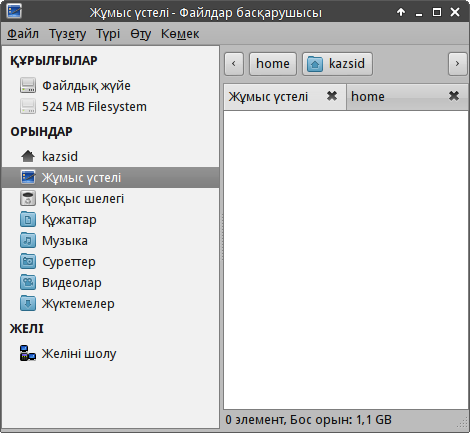 Жұмыс үстелі - Файлдар басқарушысы
Файл Түзету Түрі Өту Көмек
ҚҰРЫЛҒЫЛАР
Файлдық жүйе
524 MB Filesystem
ОРЫНДАР
kazsid
Жұмыс үстелі
Қоқыс шелегі
Құжаттар
Музыка
Суреттер
Видеолар
Жүктемелер
ЖЕЛІ
Желіні шолу
home kazsid
Жұмыс үстелі home
0 элемент, Бос орын: 1,1 GB